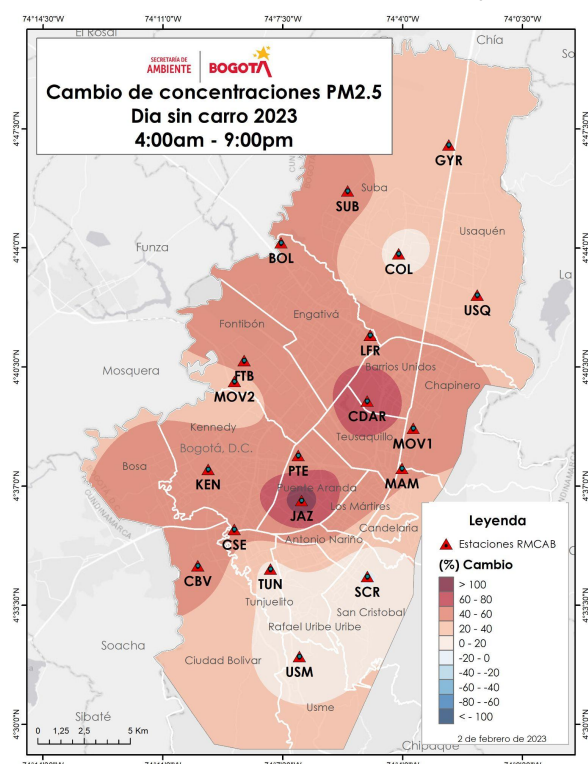 74°14'30"W
74°11'0"W
74°7'30"W
74°4'0"W
74°0'30"W
El Rosal
Chía
SECRETARÍA DE
AMBIENTE
BOGOTÁ
Cambio de concentraciones PM2.5
Dia sin carro 2023
4:00am - 9:00pm
4°47'30"N
4°47'30"N
GYR
Suba
SUB
Usaquén
Funza
BOL
4°44'0"N
4°44'0"N
COL
La
USQ
Engativá
Fontibón
LFR
Barrios Unidos
4°40'30"N
4°40'30"N
Mosquera
FTB
MOV2
Chapinero
CDAR
Kennedy
Teusaquillo
MOV1
Bogotá, D.C.
Bosa
PTE
KEN
MAM
4°37'0"N
4°37'0"N
Puente Aranda
CUNDINAMARCA
JAZ
Los Mártires
Candelaria
CSE
Antonio Nariño
CBV
TUN
SCR
4°33'30"N
4°33'30"N
Tunjuelito
San Cristobal
Rafael Uribe Uribe
Soacha
Ciudad Bolivar
USM
Usme
Sibaté
4°30'0"N
4°30'0"N
0 1,25 2,5 5 Km
Chipaque
Leyenda
Estaciones RMCAB
(%) Cambio
> 100
60 - 80
40 - 60
20 - 40
0 - 20
-20 - 0
-40 - -20
-60 - -40
-80 - -60
< - 100
2 de febrero de 2023